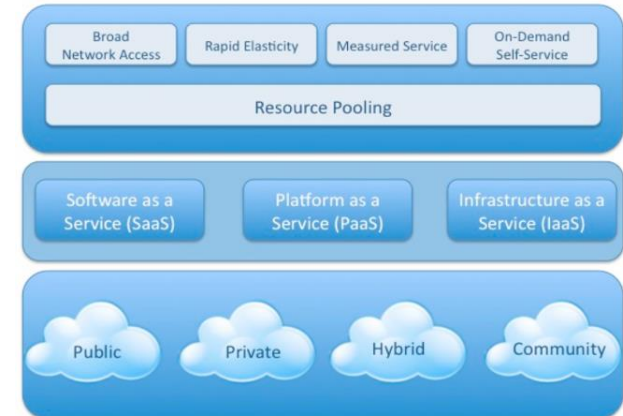 Broad
Network Access
Rapid Elasticity
Measured Service
On-Demand
Self-Service
Resource Pooling
Software as a
Service (SaaS)
Platform as a
Service (PaaS)
Infrastructure as a
Service (IaaS)
Public
Private
Hybrid
Community